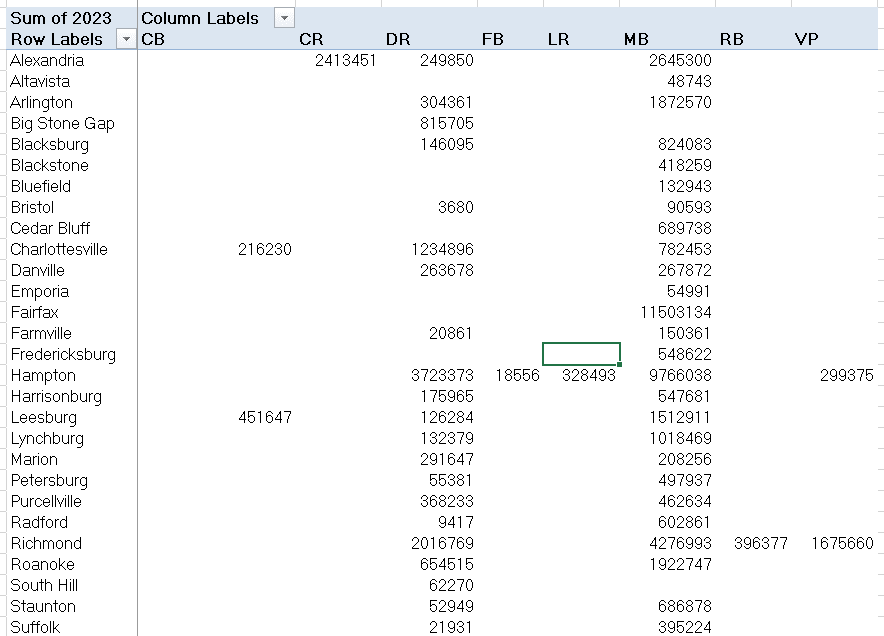 Sum of 2023 Column Labels
Row Labels CB CR DR FB LR MB RB VP
Alexandria 2413451 249850 2645300
Altavista 48743
Arlington 304361 1872570
Big Stone Gap 815705
Blacksburg 146095 824083
Blackstone 418259
Bluefield 132943
Bristol 3680 90593
Cedar Bluff 689738
Charlottesville 216230 1234896 782453
Danville 263678 267872
Emporia 54991
Fairfax 11503134
Farmville 20861 150361
Fredericksburg 548622
Hampton 3723373 18556 328493 9766038 299375
Harrisonburg 175965 547681
Leesburg 451647 126284 1512911
Lynchburg 132379 1018469
Marion 291647 208256
Petersburg 55381 497937
Purcellville 368233 462634
Radford 9417 602861
Richmond 2016769 4276993 396377 1675660
Roanoke 654515 1922747
South Hill 62270
Staunton 52949 686878
Suffolk 21931 395224